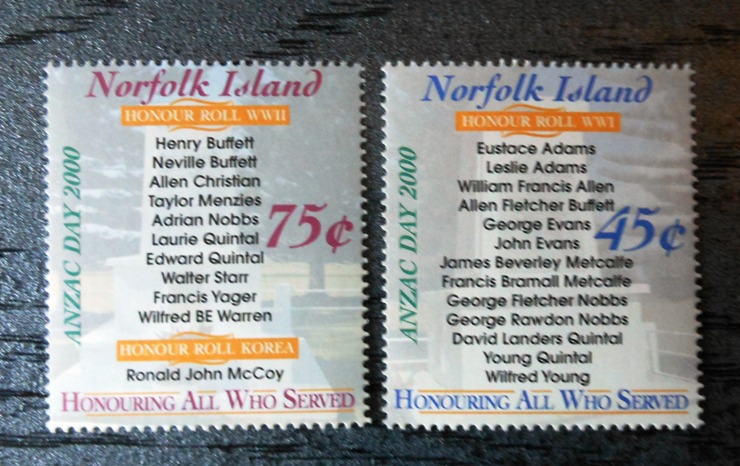 Norfolk Island
HONOUR ROLL WWII
ANZAC DAY 2000
Henry Buffett
Neville Buffett
Allen Christian
Taylor Menzies
Adrian Nobbs
Laurie Quintal
Edward Quintal
Walter Starr
Francis Yager
Wilfred BE Warren
75¢
HONOUR ROLL KOREA
Ronald John McCoy
HONOURING ALL WHO SERVED
Norfolk Island
HONOUR ROLL WWI
ANZAC DAY 2000
Eustace Adams
Leslie Adams
William Francis Allen
Allen Fletcher Buffett
George Evans
John Evans
James Beverley Metcalfe
Francis Bramall Metcalfe
George Fletcher Nobbs
George Rawdon Nobbs
David Landers Quintal
Young Quintal
Wilfred Young
45¢
HONOURING ALL WHO SERVED